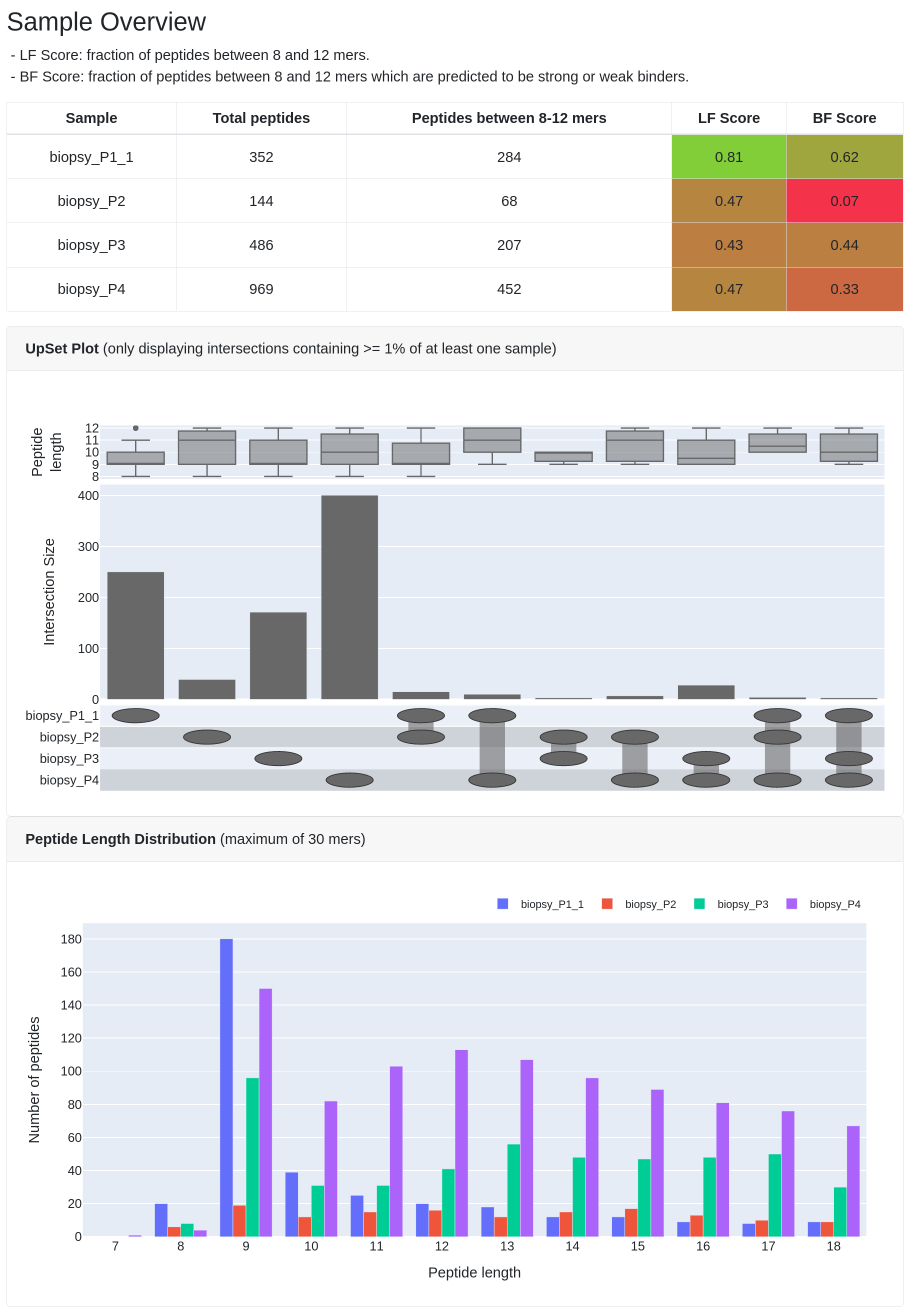 Sample Overview
- LF Score: fraction of peptides between 8 and 12 mers.
- BF Score: fraction of peptides between 8 and 12 mers which are predicted to be strong or weak binders.
Sample Total peptides Peptides between 8-12 mers LF Score BF Score
biopsy_P1_1 352 284 0.81 0.62
biopsy_P2 144 68 0.47 0.07
biopsy_P3 486 207 0.43 0.44
biopsy_P4 969 452 0.47 0.33
UpSet Plot (only displaying intersections containing >= 1% of at least one sample)
Peptide
length
12
11
10
9
8
Intersection Size
400
300
200
100
0
biopsy_P1_1
biopsy_P2
biopsy_P3
biopsy_P4
Peptide Length Distribution (maximum of 30 mers)
biopsy_P1_1 biopsy_P2 biopsy_P3 biopsy_P4
Number of peptides
180
160
140
120
100
80
60
40
20
0
7 8 9 10 11 12 13 14 15 16 17 18
Peptide length